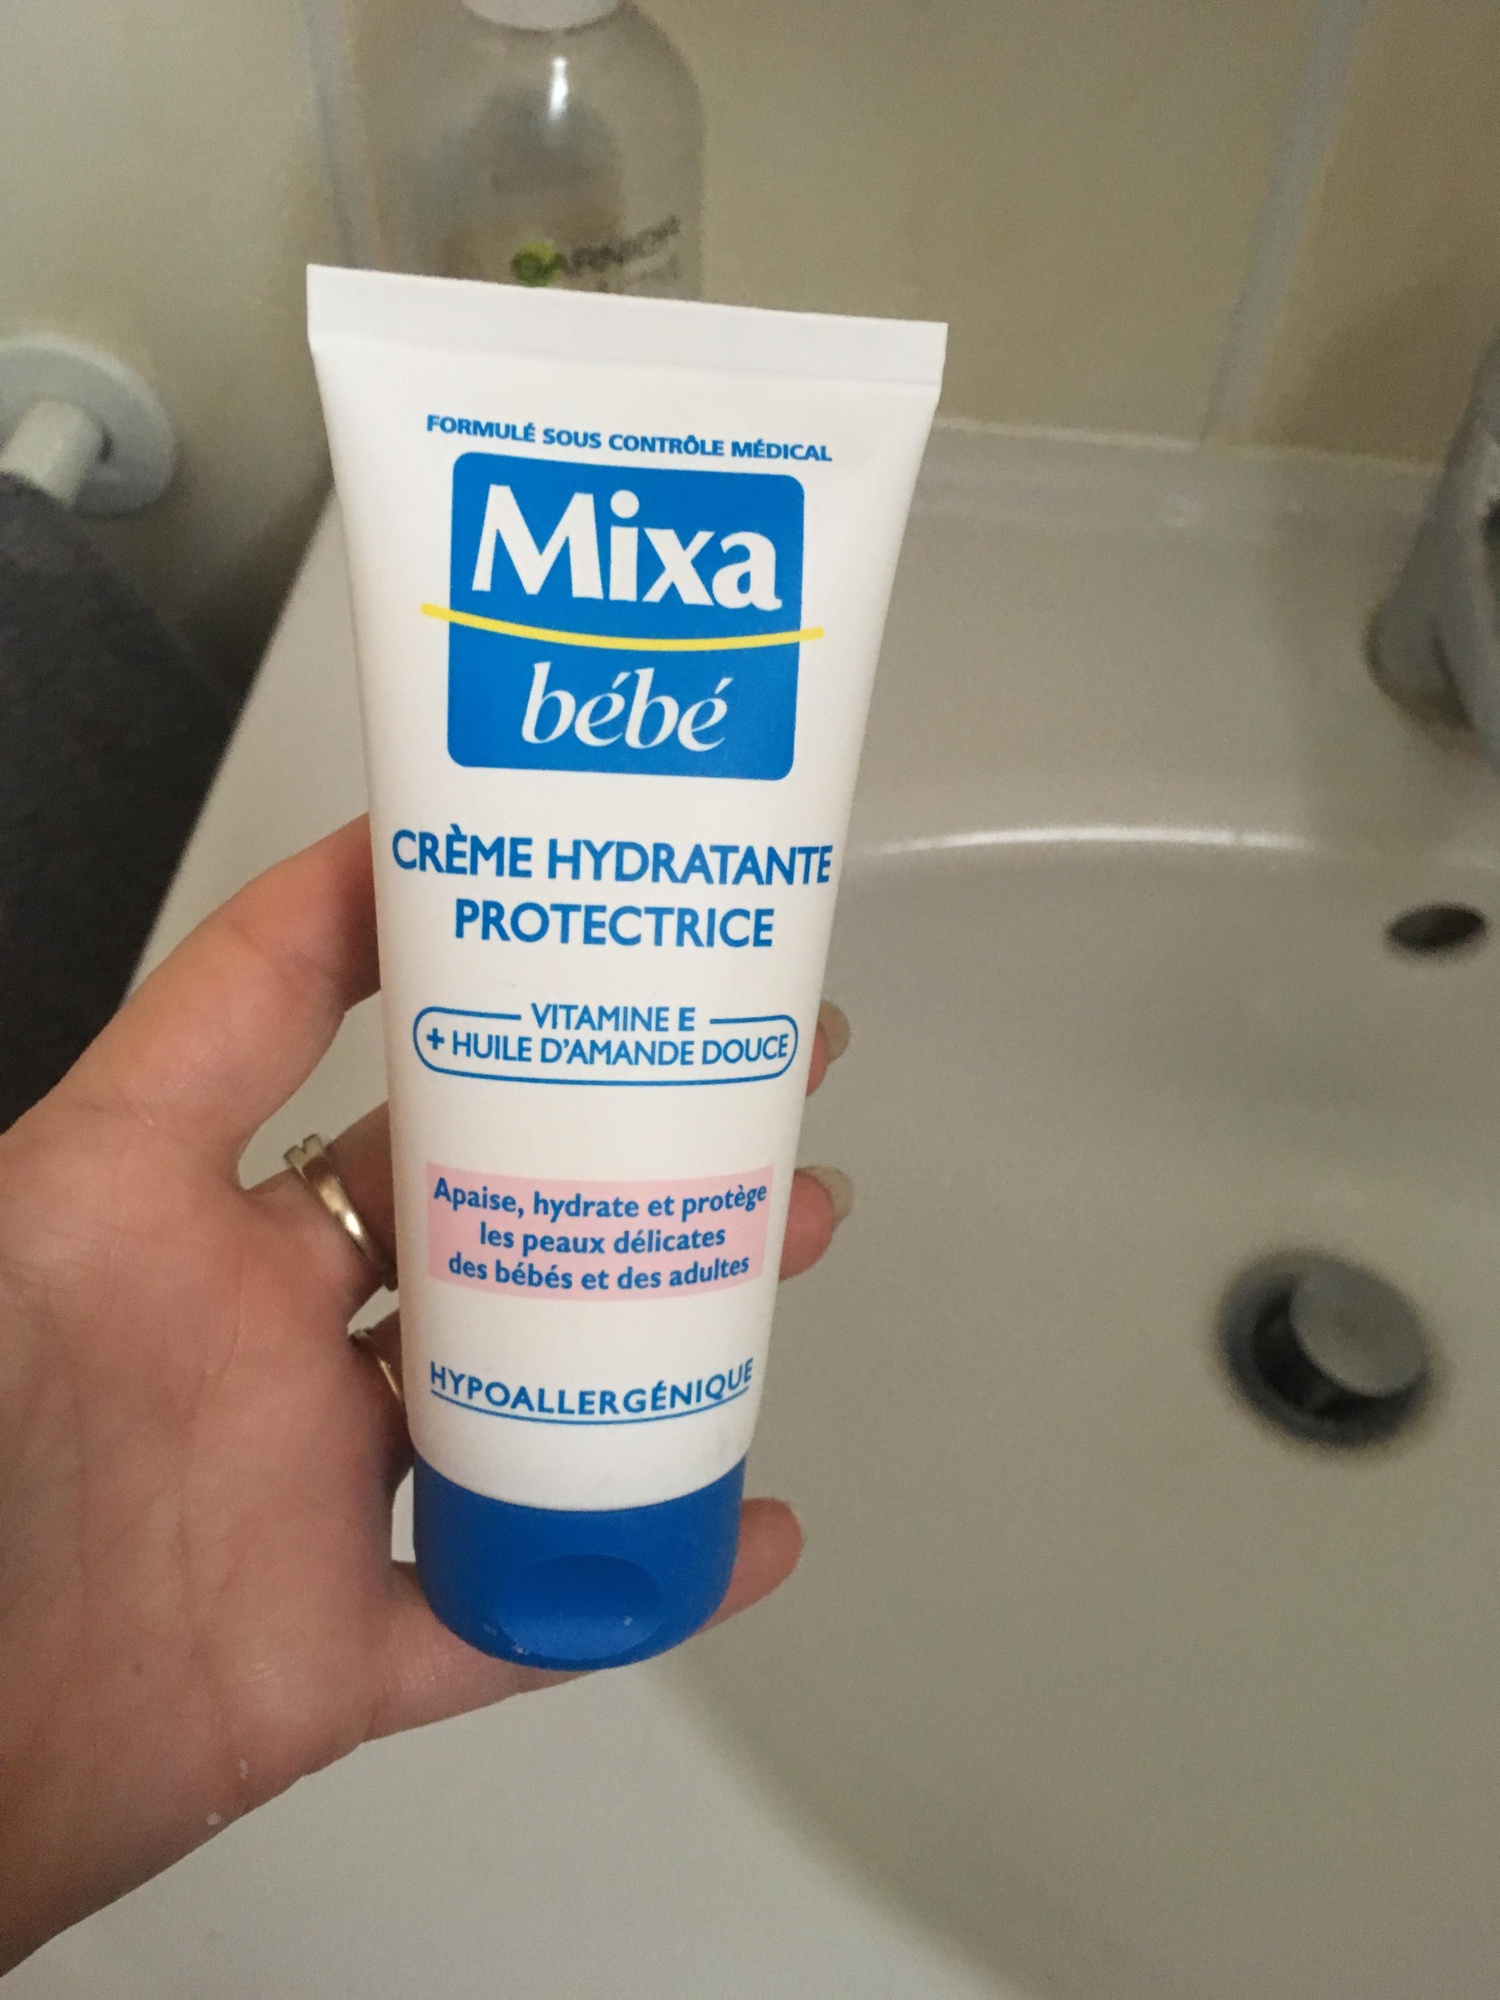 GARNIER
FORMULÉ SOUS CONTRÔLE MÉDICAL
Mixa
bébé
CRÈME HYDRATANTE
PROTECTRICE
VITAMINE E
+ HUILE D'AMANDE DOUCE
Apaise, hydrate et protège
les peaux délicates
des bébés et des adultes
HYPOALLERGÉNIQUE